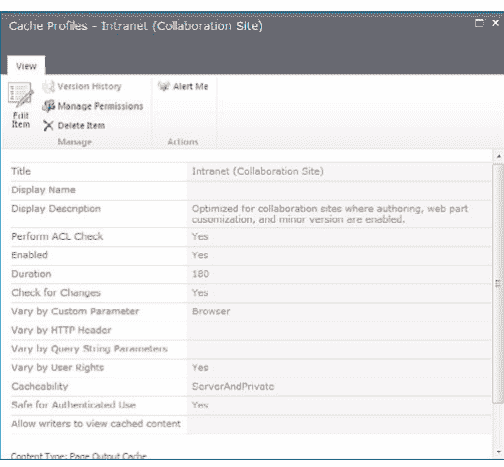 Cache Profiles - Intranet (Collaboration Site)
View
Edit
Item
Version History
Manage Permissions
Delete Item
Manage
Alert Me
Actions
Title Intranet (Collaboration Site)
Display Name
Display Description Optimized for collaboration sites where authoring, web part
cusomization, and minor version are enabled.
Perform ACL Check Yes
Enabled Yes
Duration 180
Check for Changes Yes
Vary by Custom Parameter Browser
Vary by HTTP Header
Vary by Query String Parameters
Vary by User Rights Yes
Cacheability ServerAndPrivate
Safe for Authenticated Use Yes
Allow writers to view cached content
Content Type: Page Output Cache